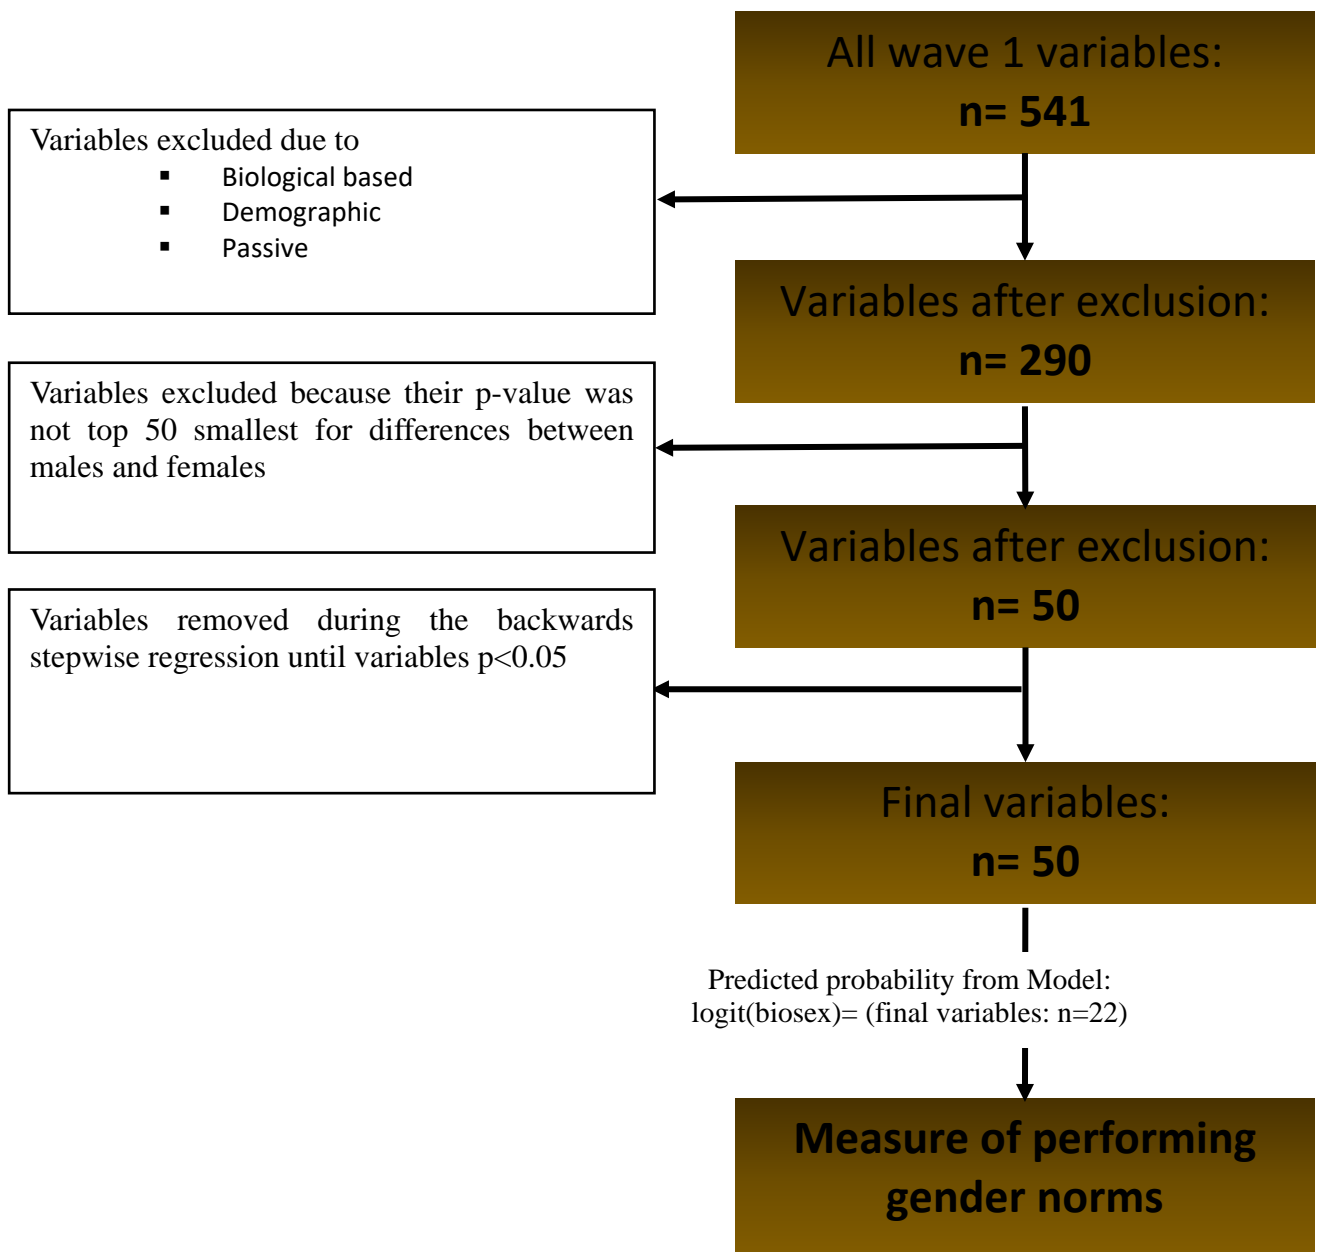 All wave 1 variables:
n= 541
Variables excluded due to
▪ Biological based
▪ Demographic
▪ Passive
Variables after exclusion:
n= 290
Variables excluded because their p-value was
not top 50 smallest for differences between
males and females
Variables after exclusion:
n= 50
Variables removed during the backwards
stepwise regression until variables p<0.05
Final variables:
n= 50
Predicted probability from Model:
logit(biosex)= (final variables: n=22)
Measure of performing
gender norms